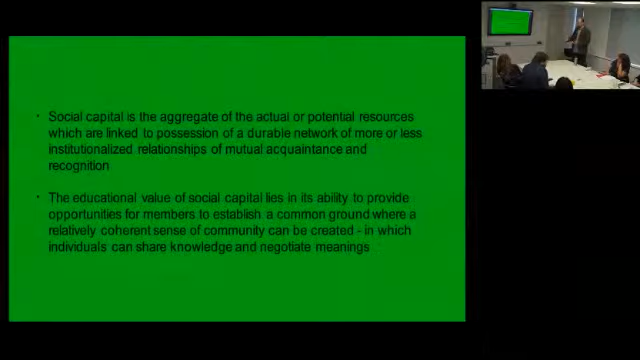 Social capital is the aggregate of the actual or potential resources
which are linked to possession of a durable network of more or less
institutionalized relationships of mutual acquaintance and
recognition
The educational value of social capital lies in its ability to provide
opportunities for members to establish a common ground where a
relatively coherent sense of community can be created - in which
individuals can share knowledge and negotiate meanings